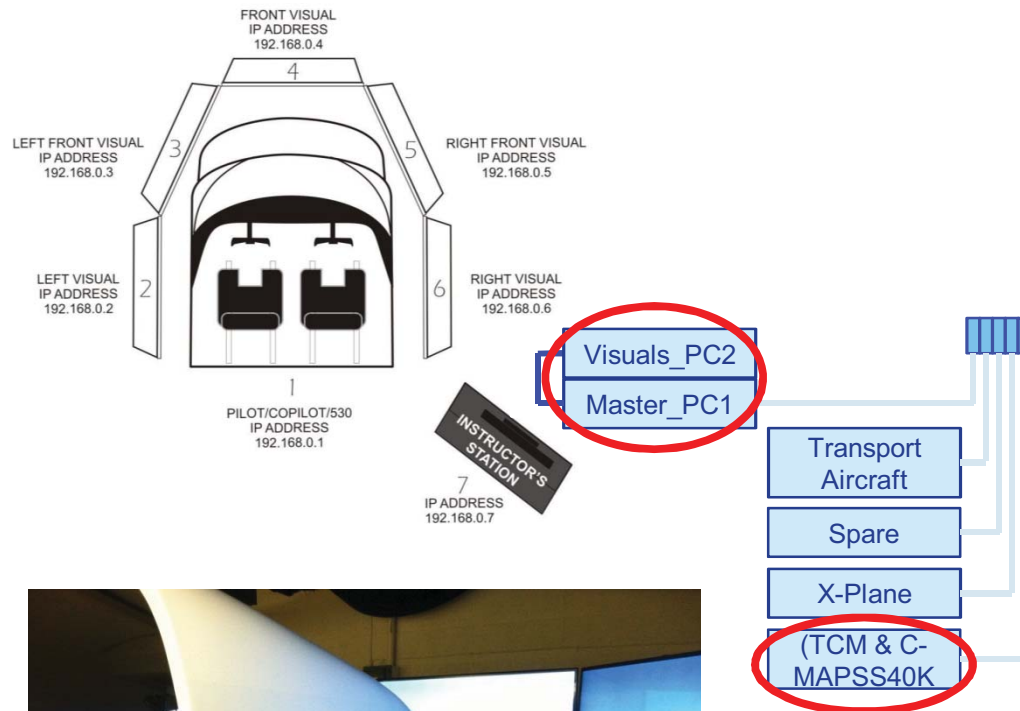 FRONT VISUAL
IP ADDRESS
192.168.0.4
4
LEFT FRONT VISUAL
IP ADDRESS
192.168.0.3
3
5
RIGHT FRONT VISUAL
IP ADDRESS
192.168.0.5
LEFT VISUAL
IP ADDRESS
192.168.0.2
2
6
RIGHT VISUAL
IP ADDRESS
192.168.0.6
1
PILOT/COPILOT/530
IP ADDRESS
192.168.0.1
INSTRUCTOR'S
STATION
7
IP ADDRESS
192.168.0.7
Visuals_PC2
Master_PC1
Transport
Aircraft
Spare
X-Plane
(TCM & C-
MAPSS40K